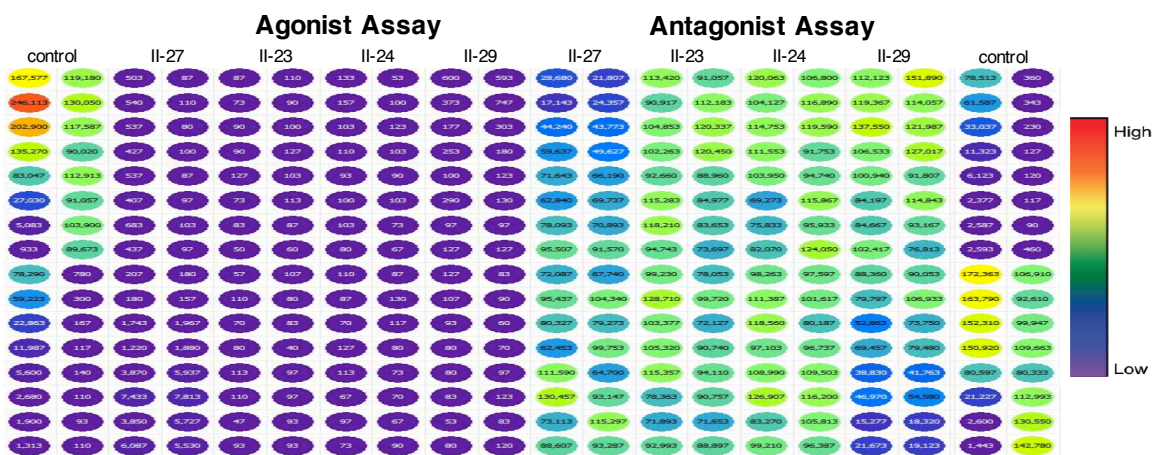 Agonist Assay Antagonist Assay
control II-27 II-23 II-24 II-29 II-27 II-23 II-24 II-29 control
167,577 119,180 503 87 87 110 133 53 600 593 28,680 21,807 113,420 91,057 120,063 106,800 112,123 151,890 78,513 360
246,113 130,050 540 110 73 90 157 100 373 747 17,143 24,357 90,917 112,183 104,127 116,890 119,367 114,057 61,587 343
High
202,900 117,587 537 80 90 100 103 123 177 303 44,240 43,773 104,853 120,337 114,753 119,590 137,550 121,987 33,037 230
135,270 90,020 427 100 90 127 110 103 253 180 59,637 49,627 102,263 120,450 111,553 91,753 106,533 127,017 11,323 127
83,047 112,913 537 87 127 103 93 90 100 123 71,643 66,190 92,660 88,960 103,950 94,740 100,940 91,807 6,123 120
27,030 91,057 407 97 73 113 100 103 290 130 62,840 69,737 115,283 84,977 69,273 115,867 84,197 114,843 2,377 117
5,083 103,900 683 103 83 87 103 73 97 97 78,093 70,893 118,210 83,653 75,833 95,933 84,667 93,167 2,587 90
933 89,673 437 97 50 60 80 67 127 127 95,507 91,570 94,743 73,697 82,070 124,050 102,417 76,813 2,593 460
78,290 780 207 180 57 107 110 87 127 83 72,087 67,740 99,230 78,053 98,263 97,597 88,360 90,053 172,363 106,910
59,223 300 180 157 110 80 87 130 107 90 95,437 104,340 128,710 99,720 111,387 101,617 79,797 106,933 163,790 92,610
22,863 167 1,743 1,967 70 83 70 117 93 60 80,327 79,273 103,377 72,127 118,560 80,187 52,863 73,750 152,310 99,947
11,987 117 1,220 1,880 80 40 127 80 80 70 62,453 99,753 105,320 90,740 97,103 96,737 69,457 79,480 150,920 109,663
5,600 140 3,870 5,937 113 97 113 73 80 97 111,590 64,700 115,357 94,110 108,990 109,503 38,830 41,763 80,597 80,333
Low
2,680 110 7,433 7,813 110 97 67 70 83 123 130,457 93,147 78,363 90,757 126,907 116,200 46,970 54,580 21,227 112,993
1,900 93 3,850 5,727 47 93 97 67 53 83 73,113 115,297 71,893 71,653 83,270 105,813 15,277 18,320 2,600 130,550
1,313 110 6,087 5,530 93 93 73 90 80 120 88,607 93,287 92,993 88,897 99,210 96,387 21,673 19,123 1,443 142,780